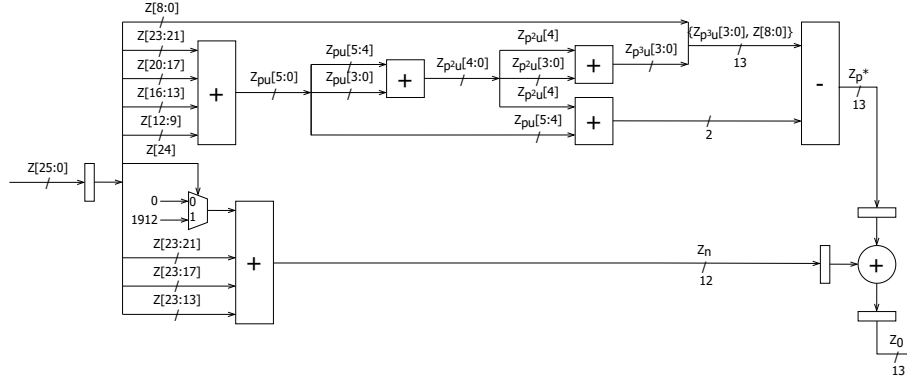 Z[8:0]
Z[23:21]
Z[20:17]
Z[16:13]
Z[12:9]
Z[24]
+
Zpu[5:0]
Zpu[5:4]
Zpu[3:0]
+
Zp²u[4:0]
Zp²u[4]
Zp²u[3:0]
Zp²u[4]
Zpu[5:4]
+
+
Zp³u[3:0]
{Zp³u[3:0], Z[8:0]}
13
2
-
Zp*
13
Z[25:0]
0
1912
0
1
Z[23:21]
Z[23:17]
Z[23:13]
+
Zn
12
+
Z0
13